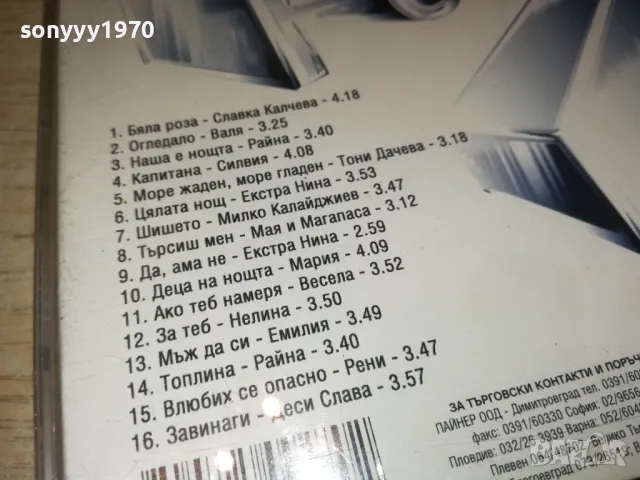 sonyyy1970
1. Бяла роза - Славка Калчева - 4.18
2. Огледало - Валя - 3.25
3. Наша е нощта - Райна - 3.40
4. Капитана - Силвия - 4.08
5. Море жаден, море гладен - Тони Дачева - 3.18
6. Цялата нощ - Екстра Нина - 3.53
7. Шишето - Милко Калайджиев - 3.47
8. Търсиш мен - Мая и Магапаса - 3.12
9. Да, ама не - Екстра Нина - 2.59
10. Деца на нощта - Мария - 4.09
11. Ако теб намеря - Весела - 3.52
12. За теб - Нелина - 3.50
13. Мъж да си - Емилия - 3.49
14. Топлина - Райна - 3.40
15. Влюбих се опасно - Рени - 3.47
16. Завинаги - Деси Слава - 3.57
ЗА ТЪРГОВСКИ КОНТАКТИ И ПОРЪЧ
ПАЙНЕР ООД - Димитровград тел. 0391/60
факс: 0391/60330 София: 02/9656
Пловдив: 032/263939 Варна: 052/60
Плевен